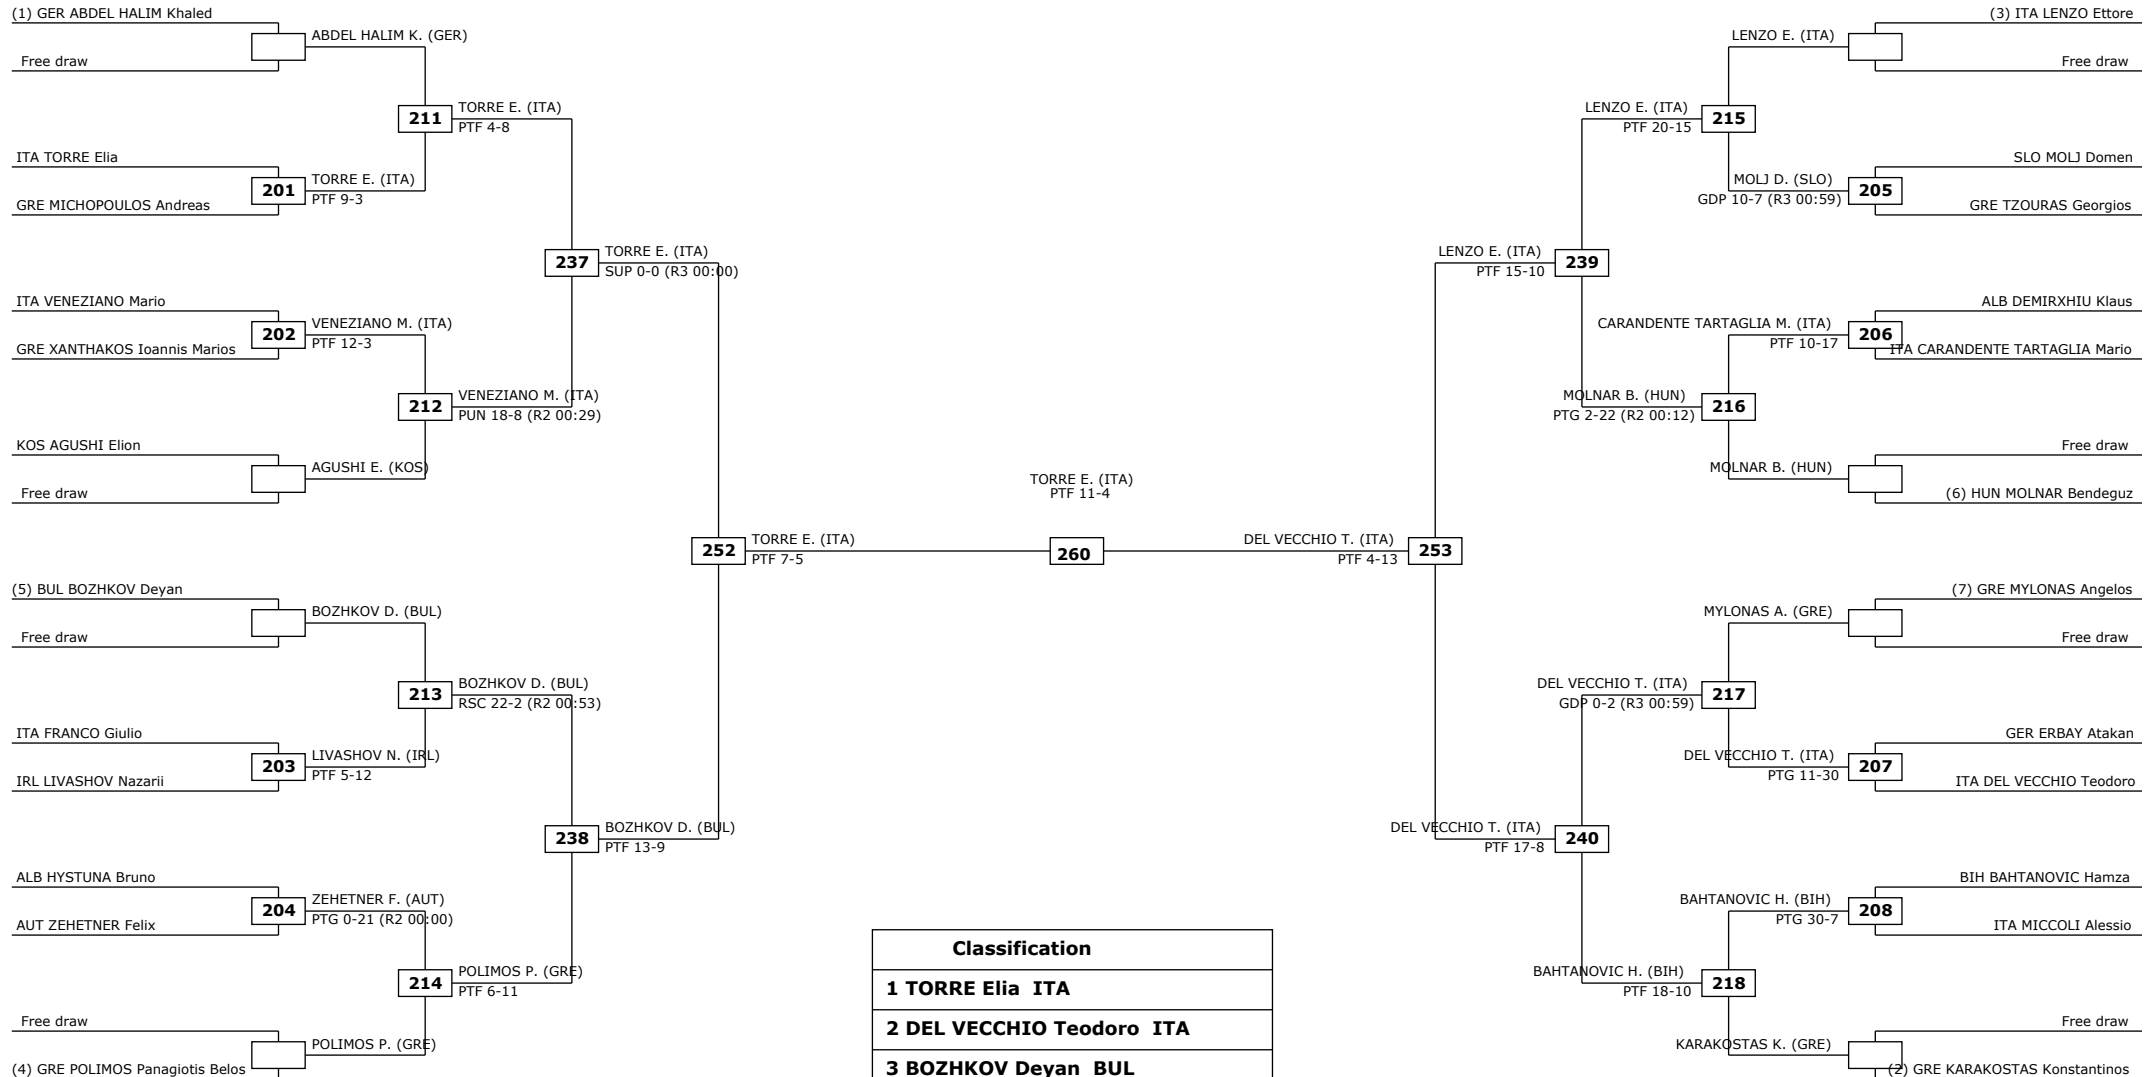 (1) GER ABDEL HALIM Khaled
ABDEL HALIM K. (GER)
Free draw
TORRE E. (ITA)
211
PTF 4-8
ITA TORRE Elia
TORRE E. (ITA)
201
PTF 9-3
GRE MICHOPOULOS Andreas
TORRE E. (ITA)
237
SUP 0-0 (R3 00:00)
ITA VENEZIANO Mario
VENEZIANO M. (ITA)
202
PTF 12-3
GRE XANTHAKOS Ioannis Marios
VENEZIANO M. (ITA)
212
PUN 18-8 (R2 00:29)
KOS AGUSHI Elion
AGUSHI E. (KOS)
Free draw
TORRE E. (ITA)
252
PTF 7-5
(5) BUL BOZHKOV Deyan
BOZHKOV D. (BUL)
Free draw
BOZHKOV D. (BUL)
213
RSC 22-2 (R2 00:53)
ITA FRANCO Giulio
LIVASHOV N. (IRL)
203
PTF 5-12
IRL LIVASHOV Nazarii
BOZHKOV D. (BUL)
238
PTF 13-9
ALB HYSTUNA Bruno
ZEHETNER F. (AUT)
204
PTG 0-21 (R2 00:00)
AUT ZEHETNER Felix
POLIMOS P. (GRE)
214
PTF 6-11
Free draw
POLIMOS P. (GRE)
(4) GRE POLIMOS Panagiotis Belos
TORRE E. (ITA)
PTF 11-4
260
(3) ITA LENZO Ettore
LENZO E. (ITA)
Free draw
LENZO E. (ITA)
215
PTF 20-15
SLO MOLJ Domen
MOLJ D. (SLO)
205
GDP 10-7 (R3 00:59)
GRE TZOURAS Georgios
LENZO E. (ITA)
239
PTF 15-10
ALB DEMIRXHIU Klaus
CARANDENTE TARTAGLIA M. (ITA)
206
PTF 10-17
ITA CARANDENTE TARTAGLIA Mario
MOLNAR B. (HUN)
216
PTG 2-22 (R2 00:12)
Free draw
MOLNAR B. (HUN)
(6) HUN MOLNAR Bendeguz
DEL VECCHIO T. (ITA)
253
PTF 4-13
(7) GRE MYLONAS Angelos
MYLONAS A. (GRE)
Free draw
DEL VECCHIO T. (ITA)
217
GDP 0-2 (R3 00:59)
GER ERBAY Atakan
DEL VECCHIO T. (ITA)
207
PTG 11-30
ITA DEL VECCHIO Teodoro
DEL VECCHIO T. (ITA)
240
PTF 17-8
BIH BAHTANOVIC Hamza
BAHTANOVIC H. (BIH)
208
PTG 30-7
ITA MICCOLI Alessio
BAHTANOVIC H. (BIH)
218
PTF 18-10
Free draw
KARAKOSTAS K. (GRE)
(2) GRE KARAKOSTAS Konstantinos
Classification
1 TORRE Elia ITA
2 DEL VECCHIO Teodoro ITA
3 BOZHKOV Deyan BUL